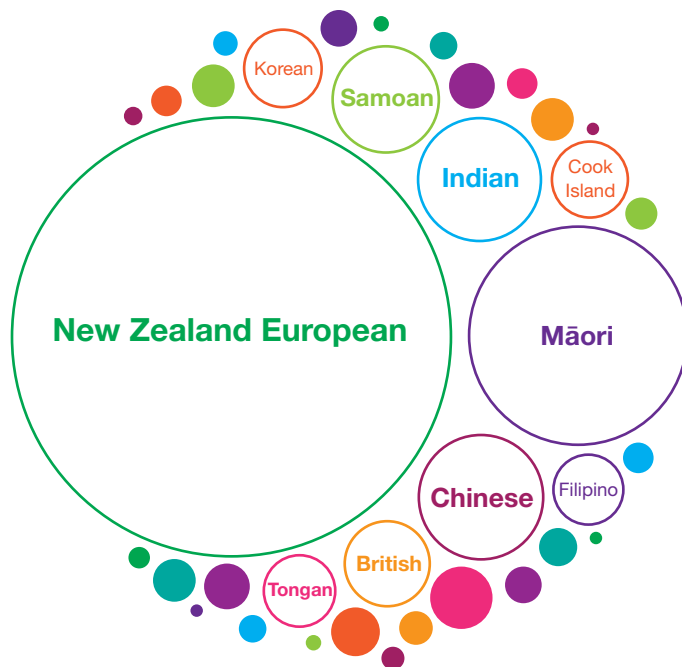 Korean
Samoan
Indian
Cook
Island
New Zealand European
Māori
Chinese
Filipino
British
Tongan